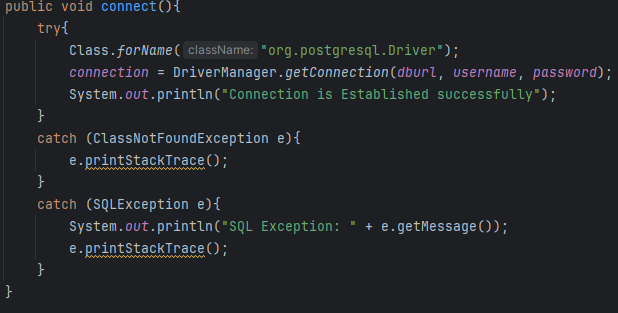 public void connect(){
try{
Class.forName( className: "org.postgresql.Driver");
connection = DriverManager.getConnection(dburl, username, password);
System.out.println("Connection is Established successfully");
}
catch (ClassNotFoundException e){
e.printStackTrace();
}
catch (SQLException e){
System.out.println("SQL Exception: " + e.getMessage());
e.printStackTrace();
}
}